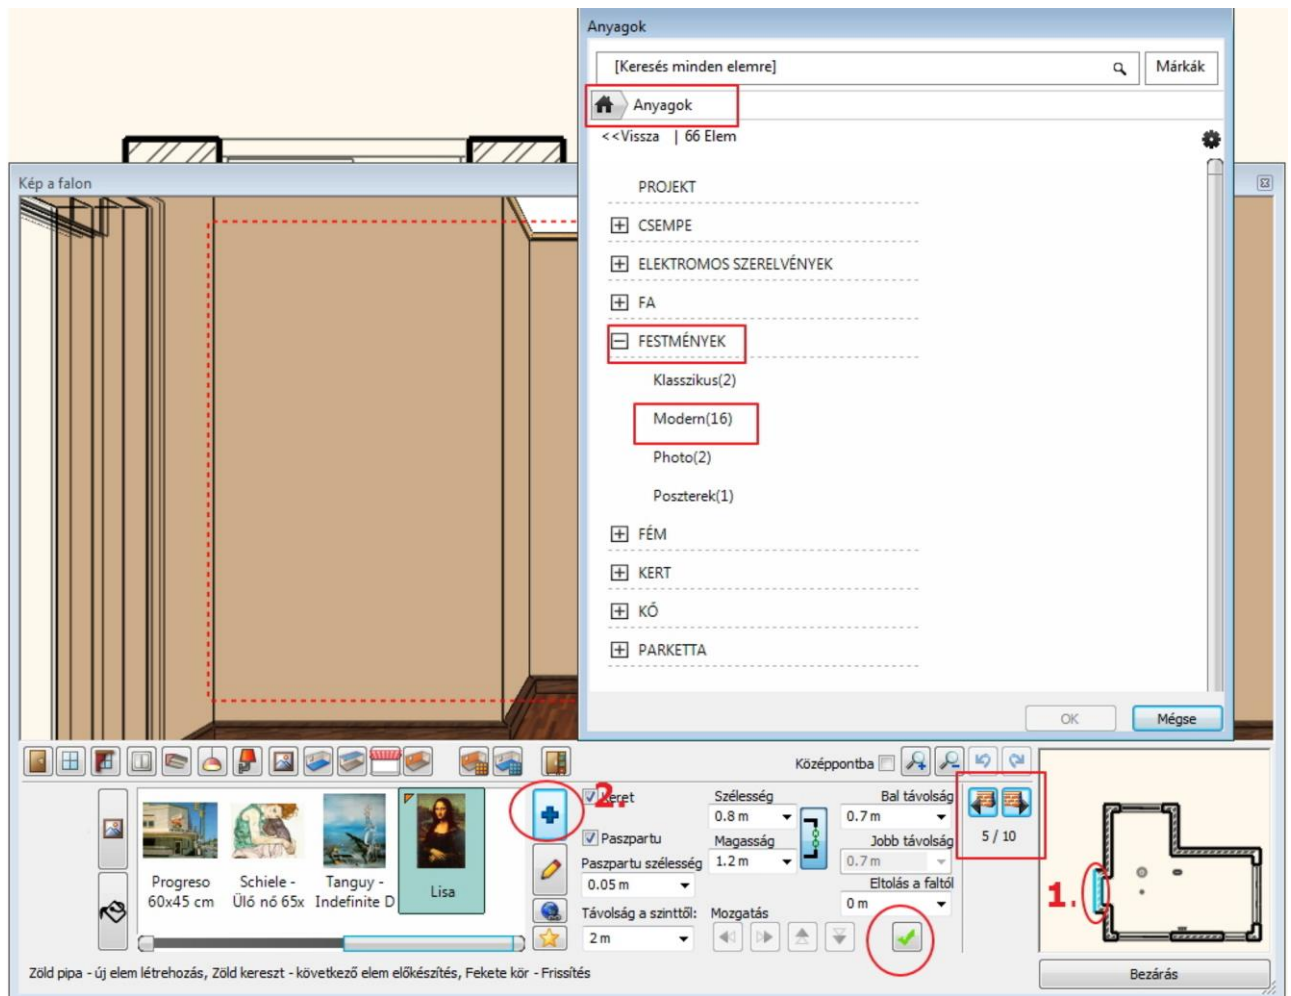 Anyagok
[Keresés minden elemre]
Márkák
Anyagok
<<Vissza | 66 Elem
Kép a falon
PROJEKT
CSEMPE
ELEKTROMOS SZERELVÉNYEK
FA
FESTMÉNYEK
Klasszikus(2)
Modern(16)
Photo(2)
Poszterek(1)
FÉM
KERT
KŐ
PARKETTA
OK
Mégse
Középpontba
2.
Keret
Szélesség
Bal távolság
0.8 m
0.7 m
5 / 10
Paszpartu
Magasság
Jobb távolság
Paszpartu szélesség
1.2 m
0.7 m
Progreso
60x45 cm
Schiele -
Ülő nő 65x
Tanguy -
Indefinite D
Lisa
0.05 m
Eltolás a faltól
1.
0 m
Távolság a szinttől:
Mozgatás
2 m
Zöld pipa - új elem létrehozás, Zöld kereszt - következő elem előkészítés, Fekete kör - Frissítés
Bezárás